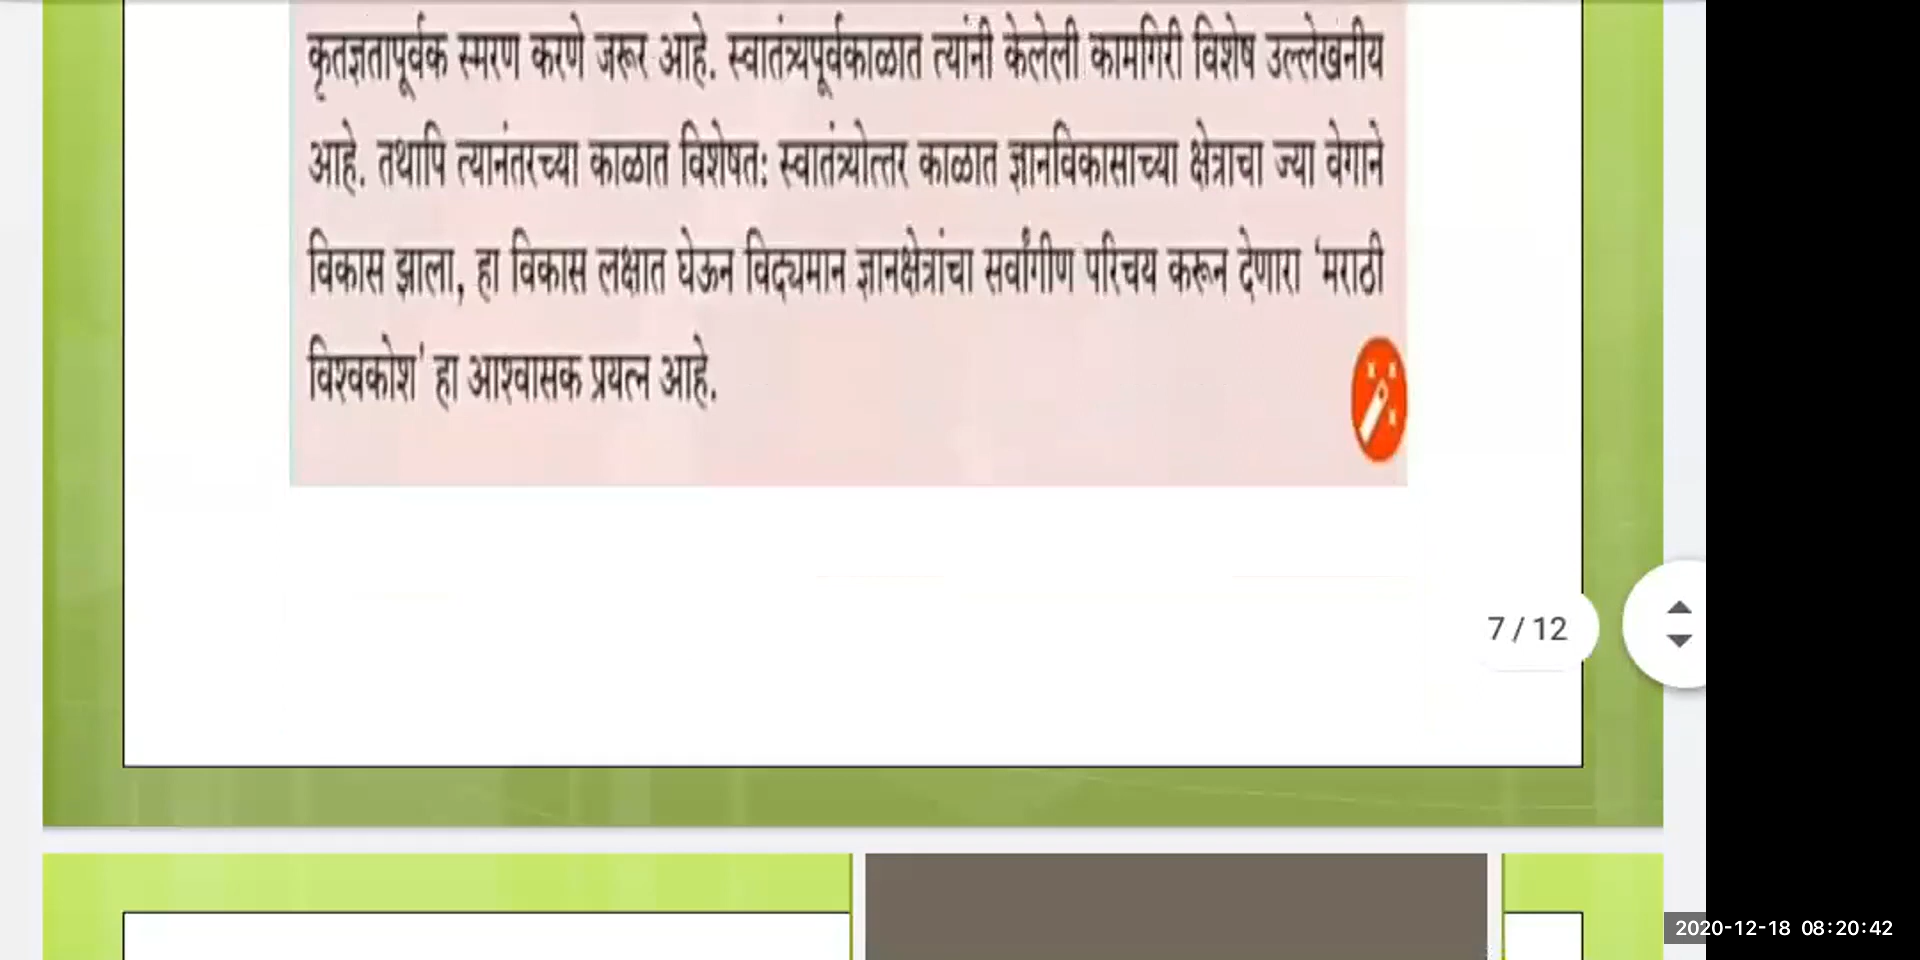 कृतज्ञतापूर्वक स्मरण करणे जरूर आहे. स्वातंत्र्यपूर्वकाळात त्यांनी केलेली कामगिरी विशेष उल्लेखनीय
आहे. तथापि त्यानंतरच्या काळात विशेषत: स्वातंत्र्योत्तर काळात ज्ञानविकासाच्या क्षेत्राचा ज्या वेगाने
विकास झाला, हा विकास लक्षात घेऊन विद्यमान ज्ञानक्षेत्रांचा सर्वांगीण परिचय करून देणारा ‘मराठी
विश्वकोश’ हा आश्वासक प्रयत्न आहे.
7 / 12
2020-12-18 08:20:42